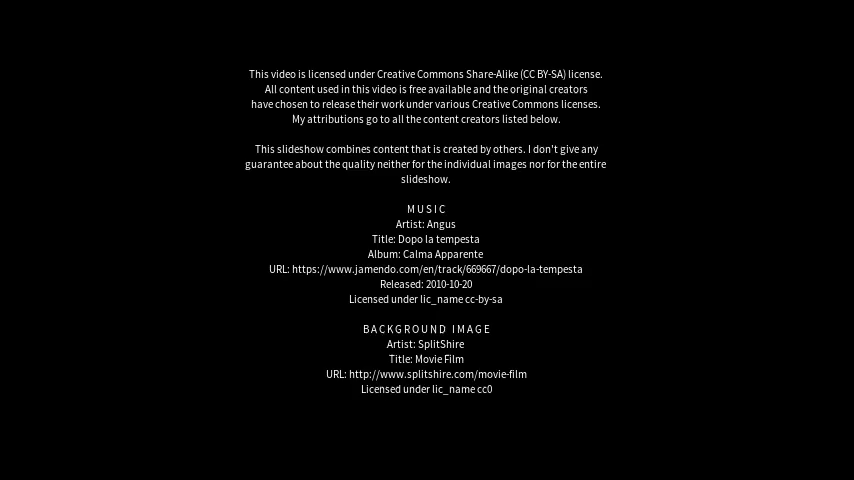 This video is licensed under Creative Commons Share-Alike (CC BY-SA) license.
All content used in this video is free available and the original creators
have chosen to release their work under various Creative Commons licenses.
My attributions go to all the content creators listed below.
This slideshow combines content that is created by others. I don't give any
guarantee about the quality neither for the individual images nor for the entire
slideshow.
MUSIC
Artist: Angus
Title: Dopo la tempesta
Album: Calma Apparente
URL: https://www.jamendo.com/en/track/669667/dopo-la-tempesta
Released: 2010-10-20
Licensed under lic_name cc-by-sa
BACKGROUND IMAGE
Artist: SplitShire
Title: Movie Film
URL: http://www.splitshire.com/movie-film
Licensed under lic_name cc0